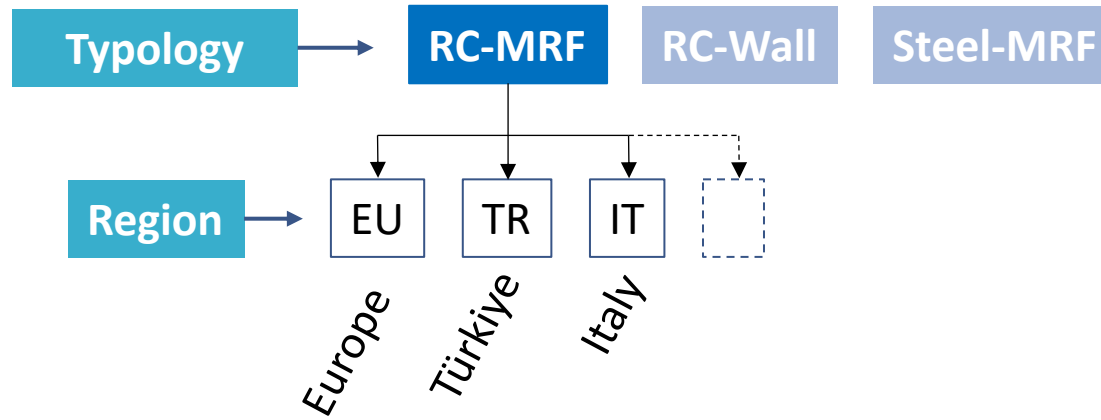 Typology
RC-MRF
RC-Wall
Steel-MRF
Region
EU
TR
IT
Europe
Türkiye
Italy